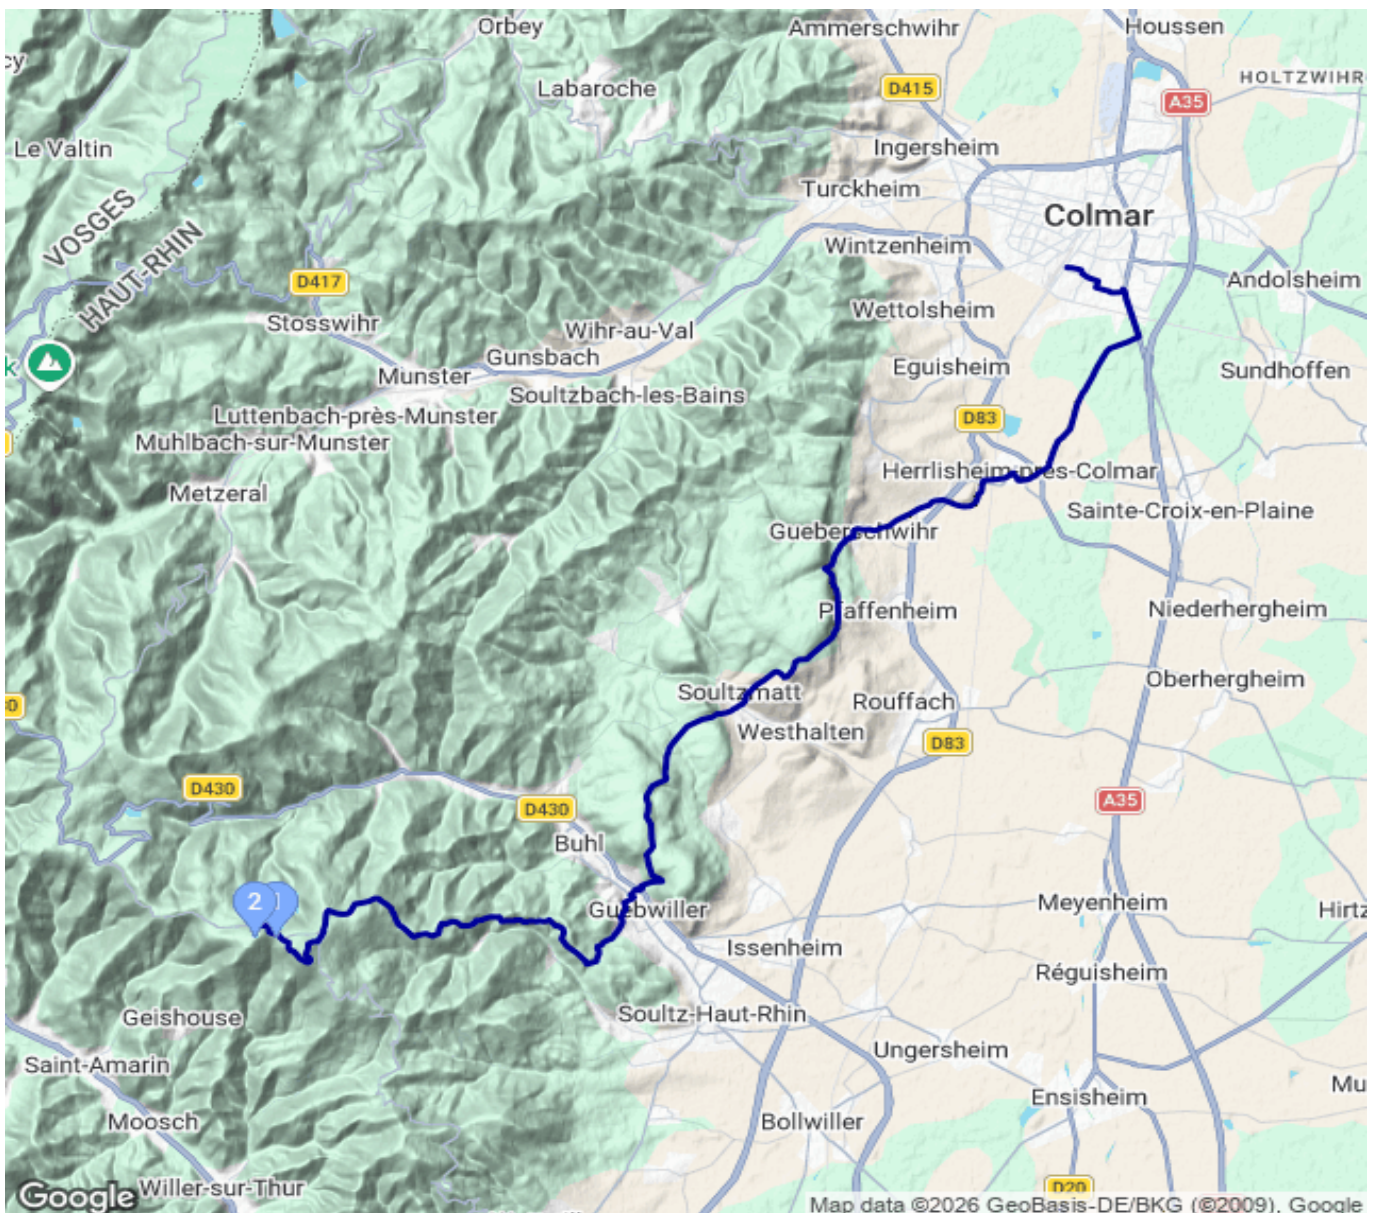 Orbey
Ammerschwihr
Houssen
cy
Labaroche
D415
HOLTZWIHR
A35
Le Valtin
Ingersheim
Turckheim
VOSGES
Colmar
HAUT-RHIN
Wintzenheim
D417
Andolsheim
Stosswihr
Wihr-au-Val
Wettolsheim
Gunsbach
k
Munster
Eguisheim
Sundhoffen
Soultzbach-les-Bains
Luttenbach-près-Munster
D83
Muhlbach-sur-Munster
Herrlisheim-près-Colmar
Metzeral
Sainte-Croix-en-Plaine
Gueberschwihr
Pfaffenheim
Niederhergheim
Soultzmatt
Oberhergheim
Rouffach
Westhalten
D83
D430
A35
D430
Buhl
2
1
Guebwiller
Meyenheim
Hirtz
Issenheim
Réguisheim
Geishouse
Soultz-Haut-Rhin
Ungersheim
Saint-Amarin
Mu
Ensisheim
Moosch
Bollwiller
Willer-sur-Thur
D20
Google
Map data ©2026 GeoBasis-DE/BKG (©2009), Google